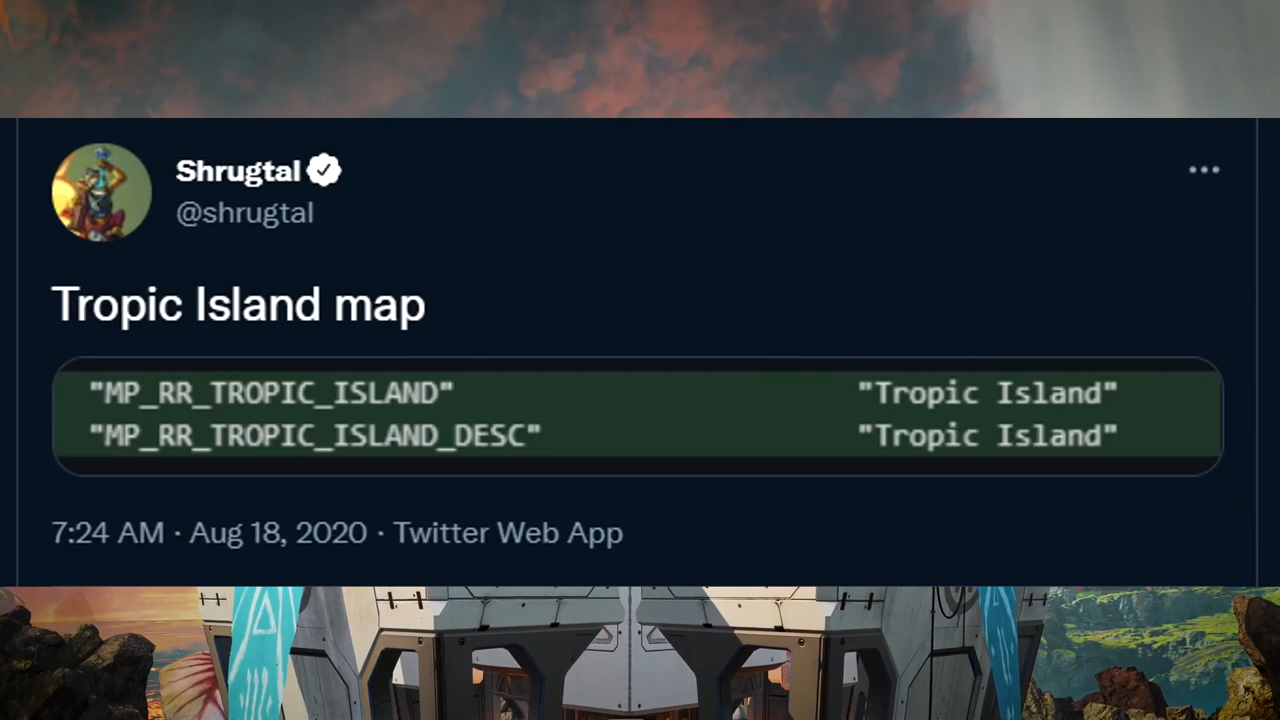 Shrugtal
@shrugtal
Tropic Island map
"MP_RR_TROPIC_ISLAND" "Tropic Island"
"MP_RR_TROPIC_ISLAND_DESC" "Tropic Island"
7:24 AM · Aug 18, 2020 · Twitter Web App